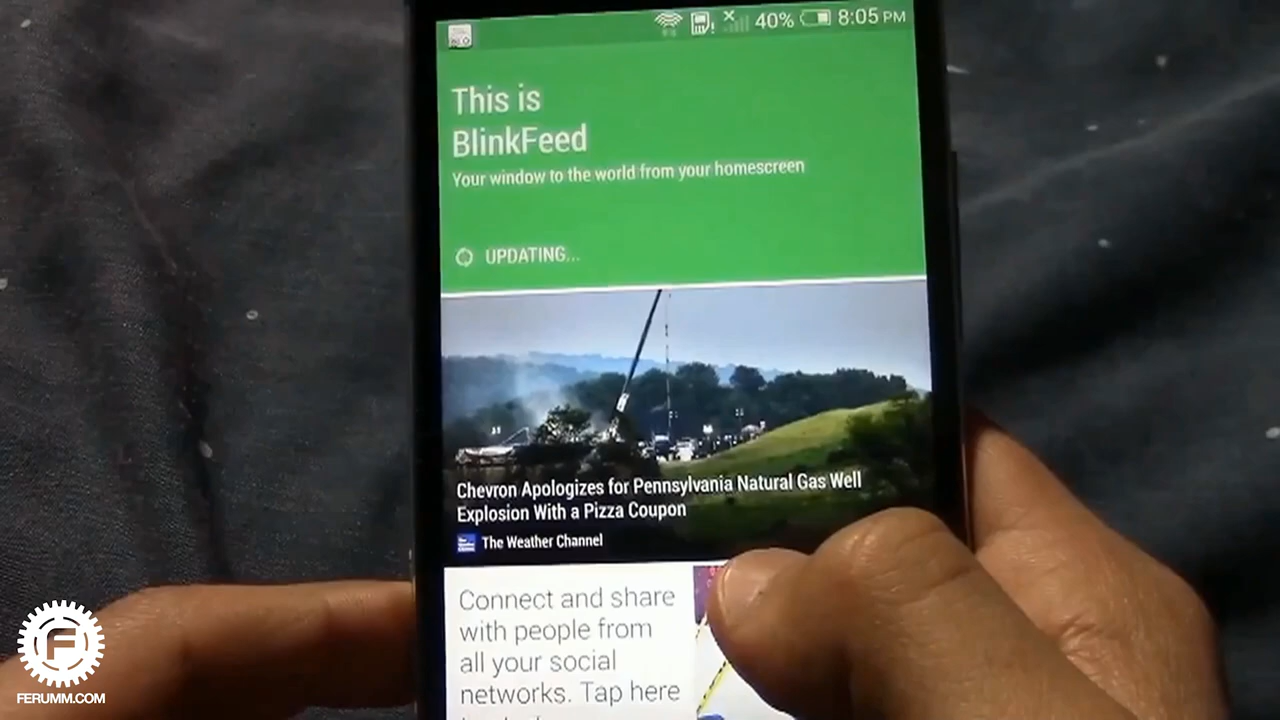 40% 8:05 PM
This is
BlinkFeed
Your window to the world from your homescreen
UPDATING...
Chevron Apologizes for Pennsylvania Natural Gas Well
Explosion With a Pizza Coupon
The Weather Channel
Connect and share
with people from
all your social
networks. Tap here
F
FERUMM.COM